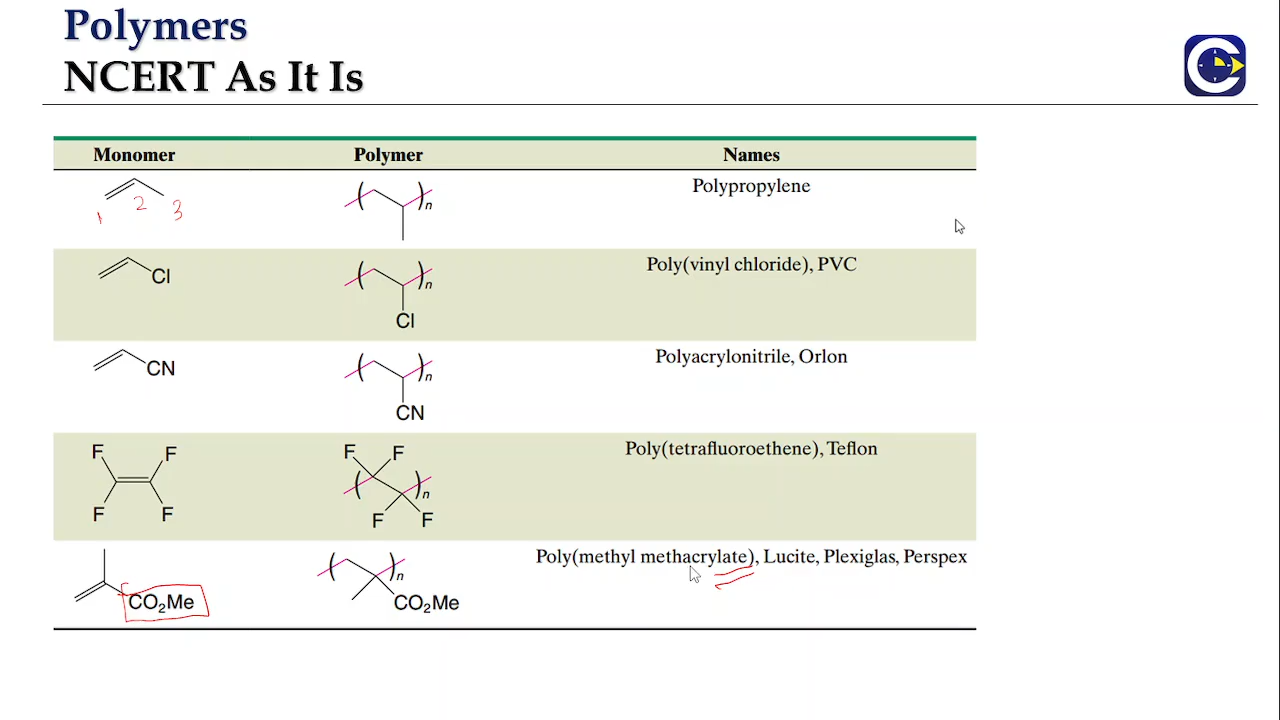 Polymers
NCERT As It Is
Monomer Polymer Names
1 2 3
( )n
Polypropylene
Cl
( )n
Cl
Poly(vinyl chloride), PVC
CN
( )n
CN
Polyacrylonitrile, Orlon
F F
F F
F F
( )n
F F
Poly(tetrafluoroethene), Teflon
CO2Me
( )n
CO2Me
Poly(methyl methacrylate), Lucite, Plexiglas, Perspex